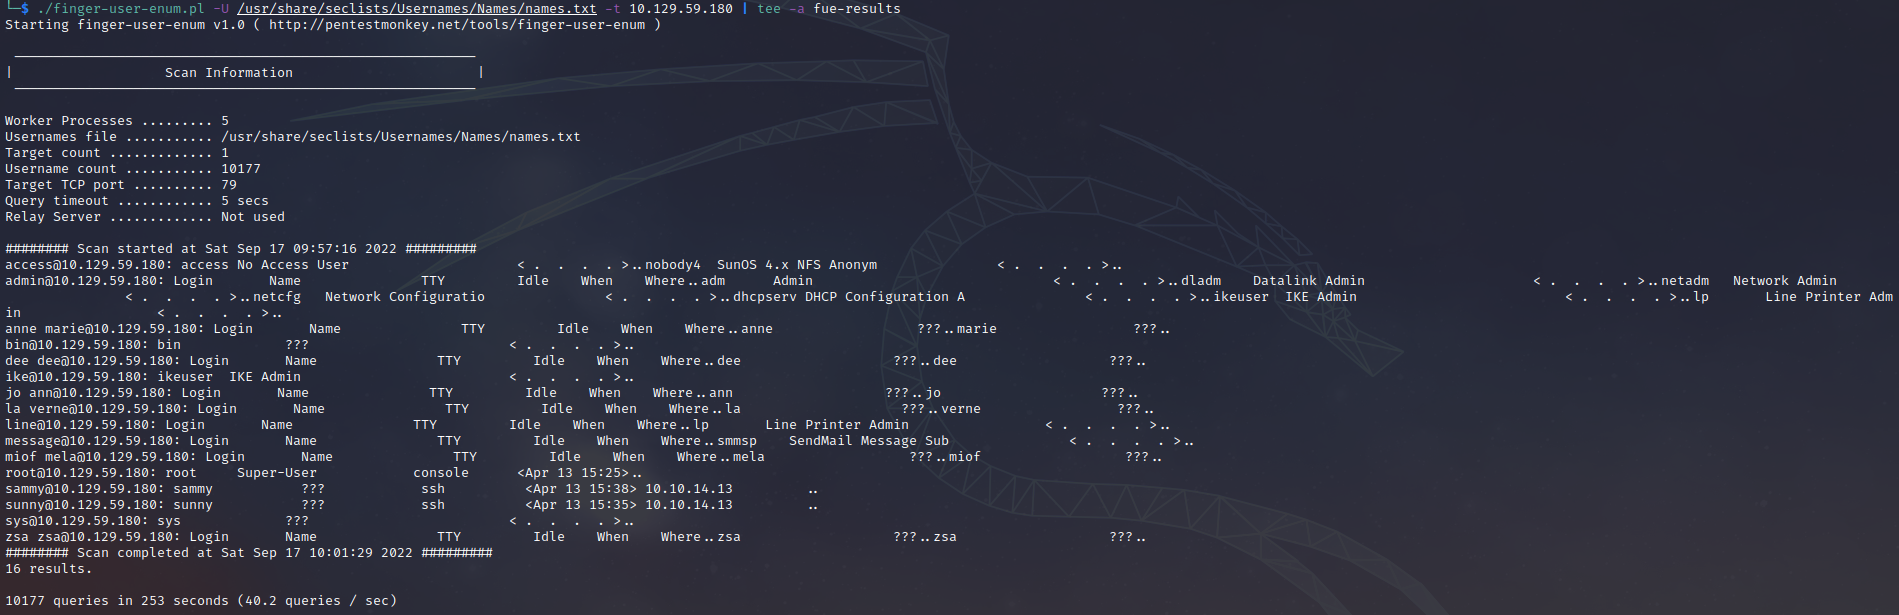 └─$ ./finger-user-enum.pl -U /usr/share/seclists/Usernames/Names/names.txt -t 10.129.59.180 | tee -a fue-results
Starting finger-user-enum v1.0 ( http://pentestmonkey.net/tools/finger-user-enum )
| Scan Information |
Worker Processes ......... 5
Usernames file ........... /usr/share/seclists/Usernames/Names/names.txt
Target count ............. 1
Username count ........... 10177
Target TCP port .......... 79
Query timeout ............ 5 secs
Relay Server ............. Not used
######## Scan started at Sat Sep 17 09:57:16 2022 #########
access@10.129.59.180: access No Access User                     < .  .  .  . >..nobody4  SunOS 4.x NFS Anonym               < .  .  .  . >..
admin@10.129.59.180: Login       Name               TTY         Idle    When    Where..adm      Admin                              < .  .  .  . >..dladm    Datalink Admin                     < .  .  .  . >..netadm   Network Admin
               < .  .  .  . >..netcfg   Network Configuratio               < .  .  .  . >..dhcpserv DHCP Configuration A               < .  .  .  . >..ikeuser  IKE Admin                          < .  .  .  . >..lp       Line Printer Adm
in                 < .  .  .  . >..
anne marie@10.129.59.180: Login       Name               TTY         Idle    When    Where..anne                  ???..marie                 ???..
bin@10.129.59.180: bin             ???                         < .  .  .  . >..
dee dee@10.129.59.180: Login       Name               TTY         Idle    When    Where..dee                   ???..dee                   ???..
ike@10.129.59.180: ikeuser  IKE Admin                          < .  .  .  . >..
jo ann@10.129.59.180: Login       Name               TTY         Idle    When    Where..ann                   ???..jo                    ???..
la verne@10.129.59.180: Login       Name               TTY         Idle    When    Where..la                    ???..verne                 ???..
line@10.129.59.180: Login       Name               TTY         Idle    When    Where..lp       Line Printer Admin                 < .  .  .  . >..
message@10.129.59.180: Login       Name               TTY         Idle    When    Where..smmsp    SendMail Message Sub               < .  .  .  . >..
miof mela@10.129.59.180: Login       Name               TTY         Idle    When    Where..mela                  ???..miof                  ???..
root@10.129.59.180: root     Super-User            console      <Apr 13 15:25>..
sammy@10.129.59.180: sammy           ???            ssh          <Apr 13 15:38> 10.10.14.13         ..
sunny@10.129.59.180: sunny           ???            ssh          <Apr 13 15:35> 10.10.14.13         ..
sys@10.129.59.180: sys             ???                         < .  .  .  . >..
zsa zsa@10.129.59.180: Login       Name               TTY         Idle    When    Where..zsa                   ???..zsa                   ???..
######## Scan completed at Sat Sep 17 10:01:29 2022 #########
16 results.
10177 queries in 253 seconds (40.2 queries / sec)